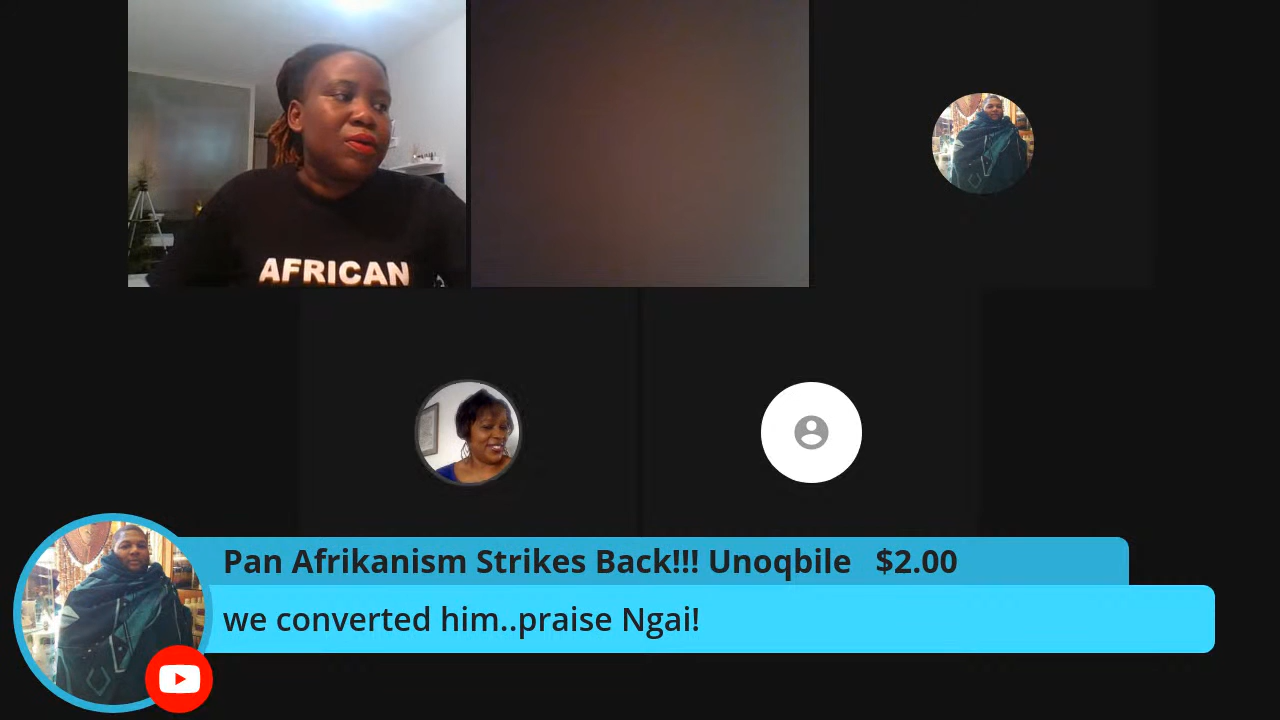 AFRICAN
Pan Afrikanism Strikes Back!!! Unoqbile $2.00
we converted him..praise Ngai!